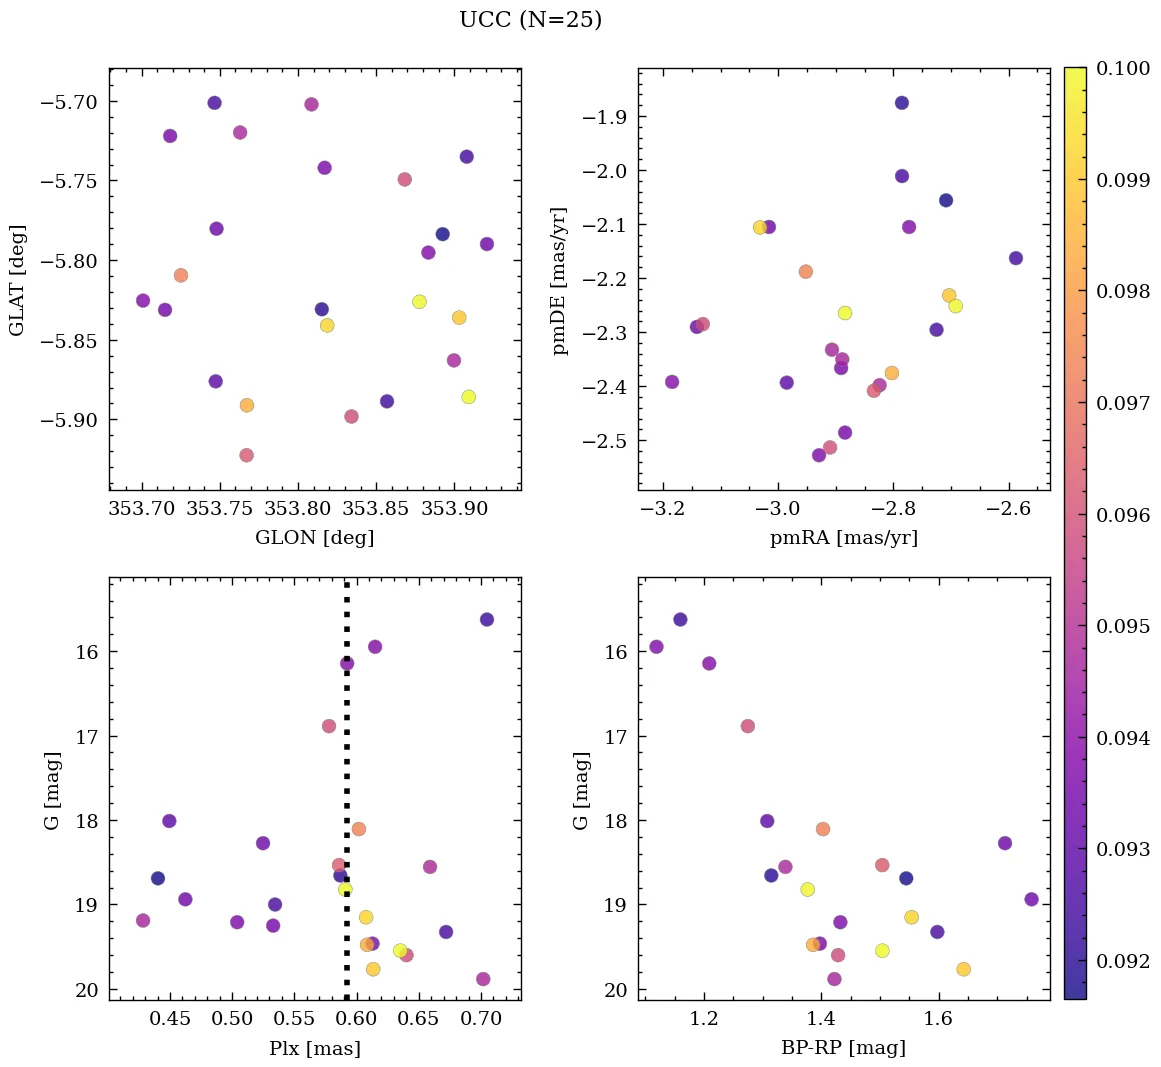 UCC (N=25)
−5.70
−5.75
−5.80
−5.85
−5.90
GLAT [deg]
353.70 353.75 353.80 353.85 353.90
GLON [deg]
−1.9
−2.0
−2.1
−2.2
−2.3
−2.4
−2.5
pmDE [mas/yr]
−3.2 −3.0 −2.8 −2.6
pmRA [mas/yr]
16
17
18
19
20
G [mag]
0.45 0.50 0.55 0.60 0.65 0.70
Plx [mas]
16
17
18
19
20
G [mag]
1.2 1.4 1.6
BP-RP [mag]
0.100
0.099
0.098
0.097
0.096
0.095
0.094
0.093
0.092